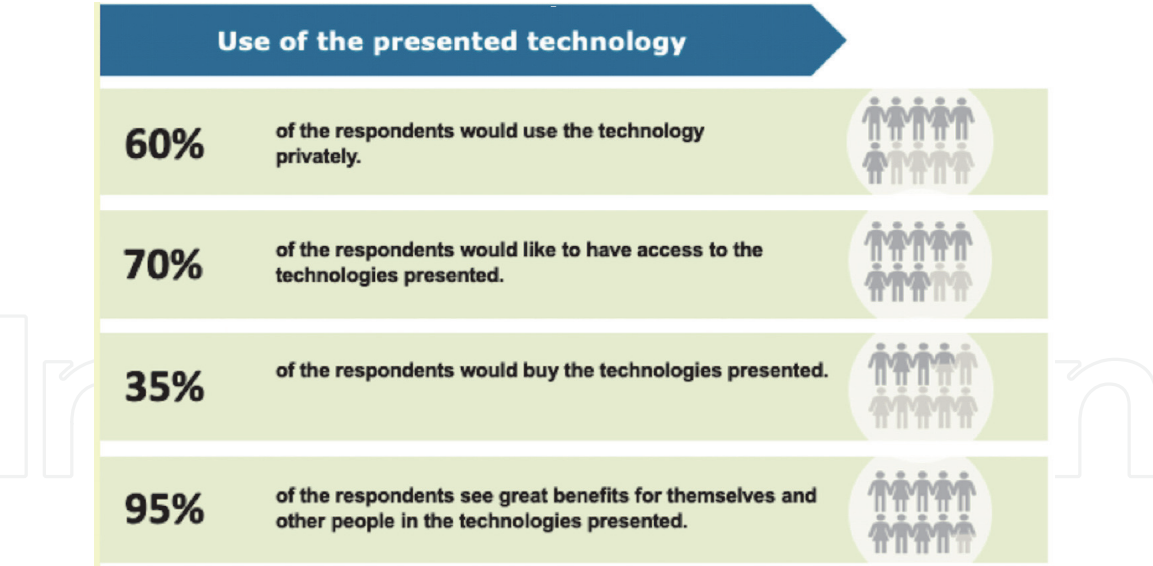 Use of the presented technology
60%
of the respondents would use the technology
privately.
70%
of the respondents would like to have access to the
technologies presented.
35%
of the respondents would buy the technologies presented.
95%
of the respondents see great benefits for themselves and
other people in the technologies presented.